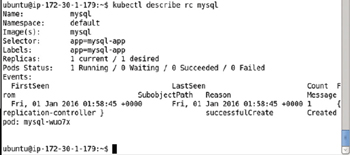 ubuntu@ip-172-30-1-179:~$ kubectl describe rc mysql
Name: mysql
Namespace: default
Image(s): mysql
Selector: app=mysql-app
Labels: app=mysql-app
Replicas: 1 current / 1 desired
Pods Status: 1 Running / 0 Waiting / 0 Succeeded / 0 Failed
Events:
FirstSeen LastSeen Count F
rom SubobjectPath Reason Message
Fri, 01 Jan 2016 01:58:45 +0000 Fri, 01 Jan 2016 01:58:45 +0000 1 {
replication-controller } successfulCreate Created
pod: mysql-wuo7x
ubuntu@ip-172-30-1-179:~$